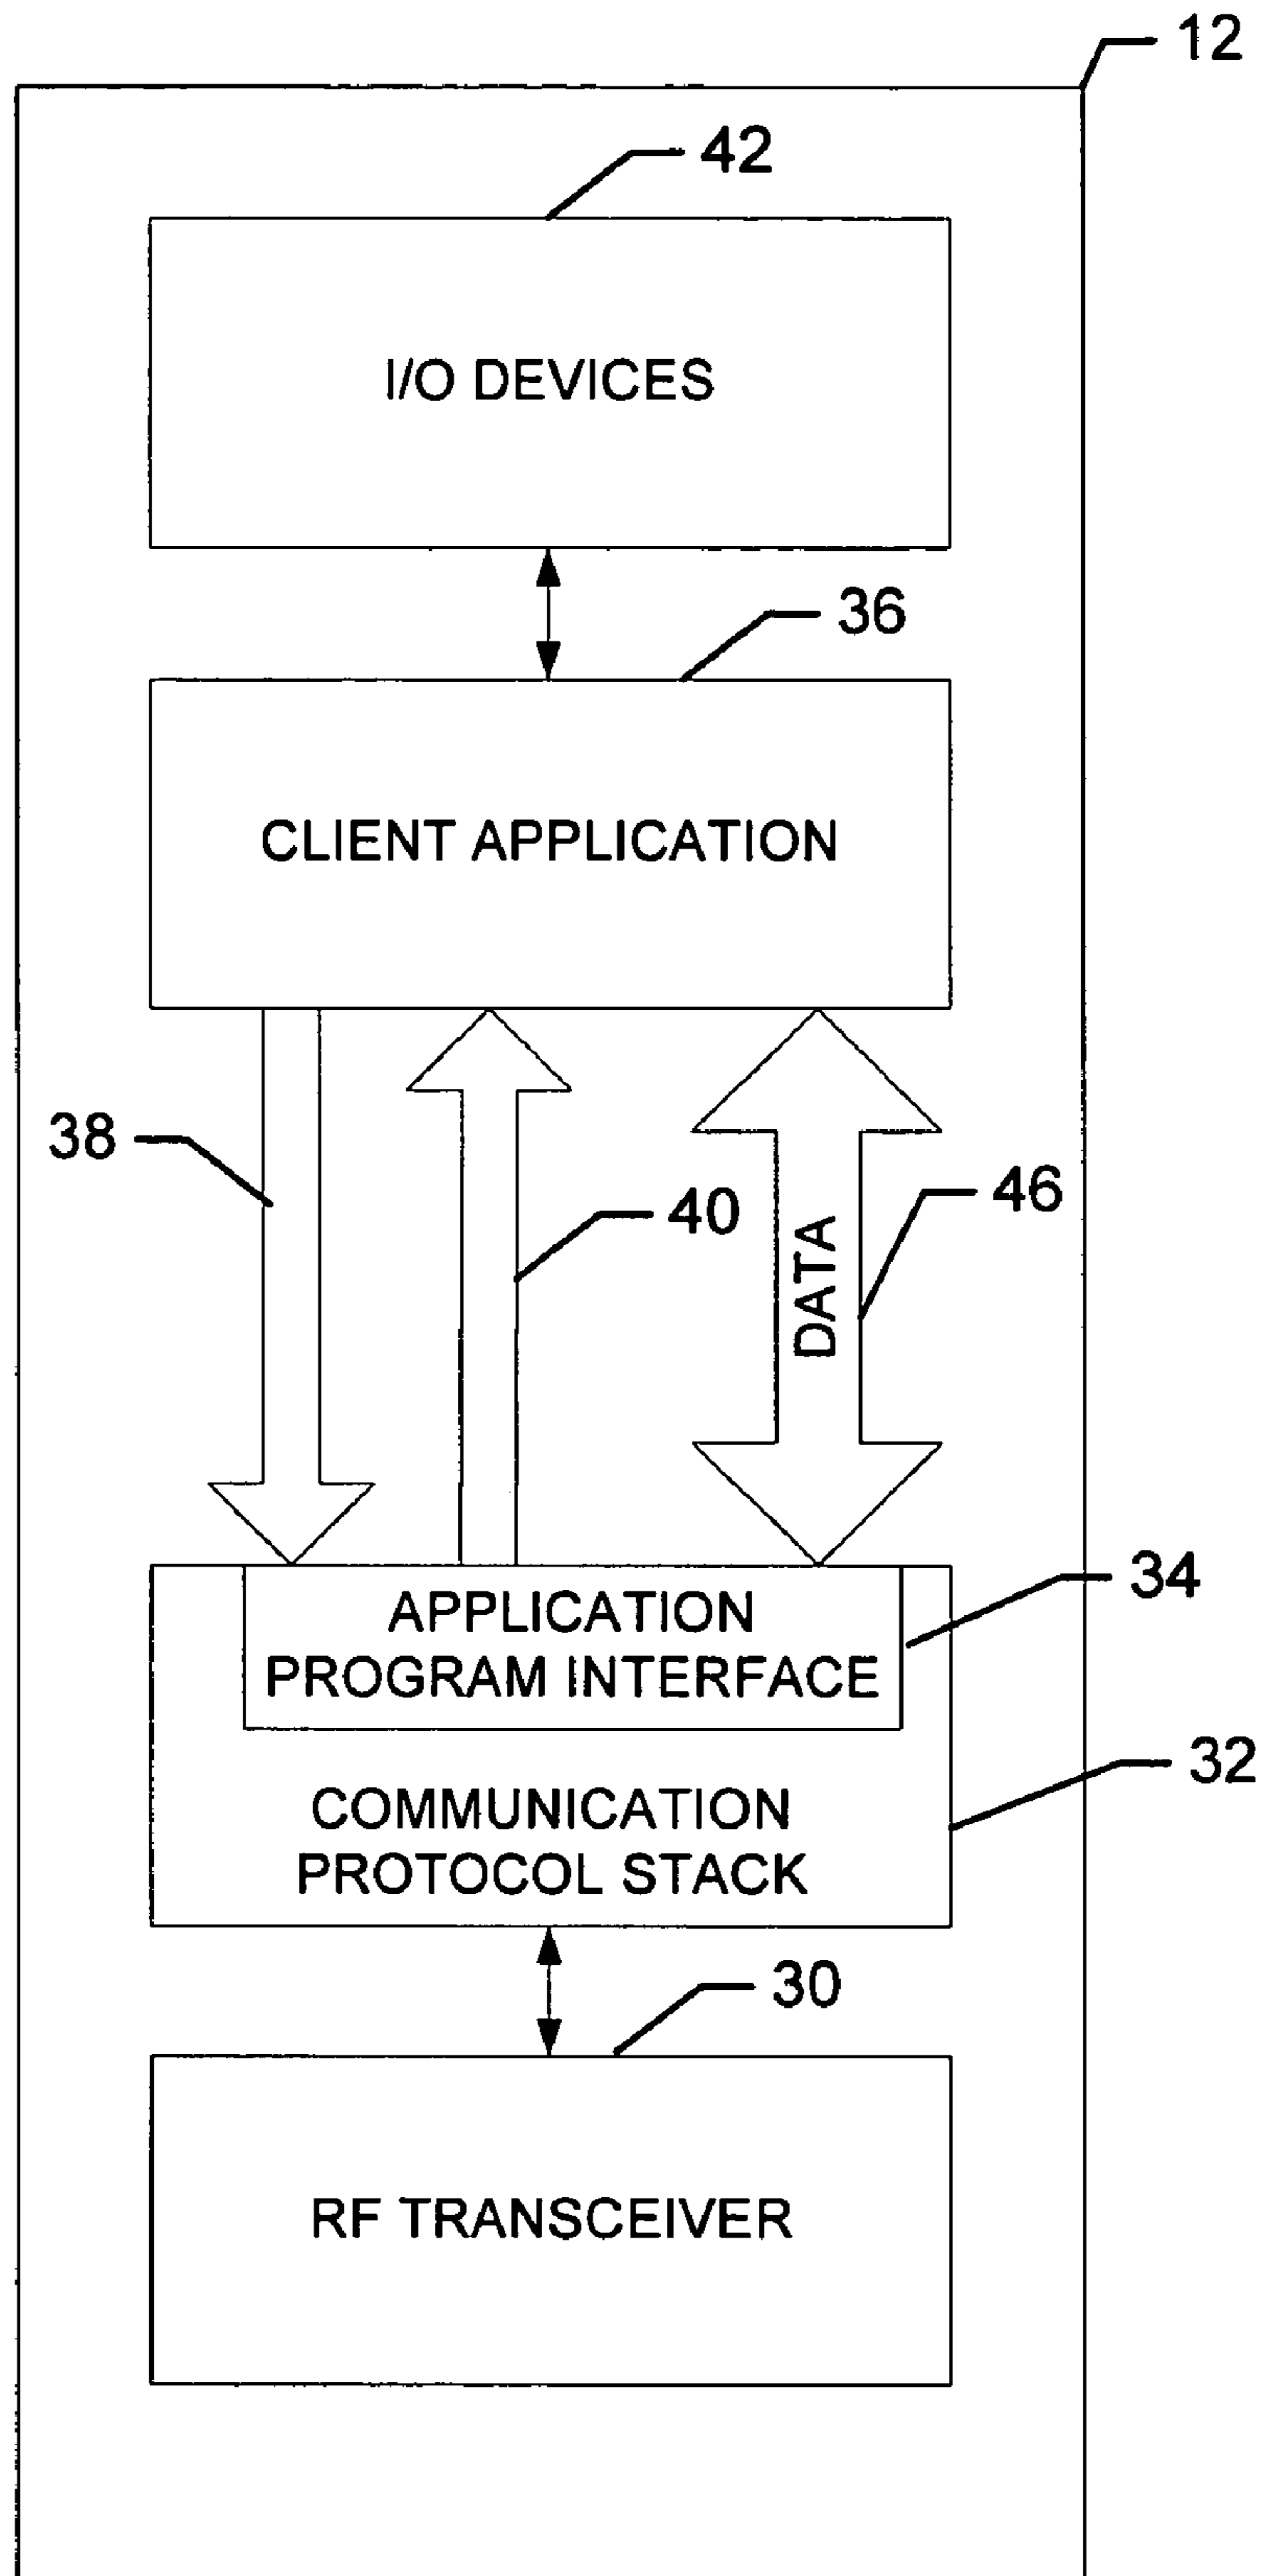 12
42
I/O DEVICES
36
CLIENT APPLICATION
38
40
46
DATA
34
APPLICATION
PROGRAM INTERFACE
32
COMMUNICATION
PROTOCOL STACK
30
RF TRANSCEIVER